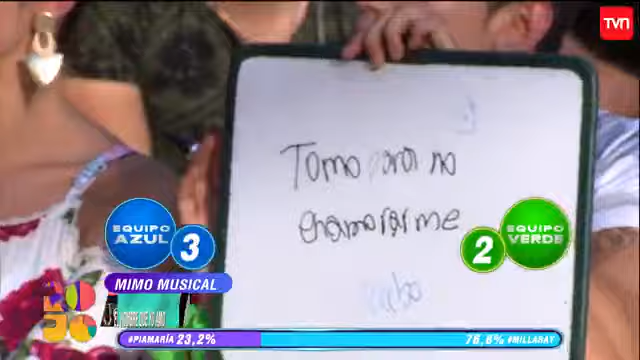 TVN
Tomo para no
enamorarme
EQUIPO
AZUL
3
2
EQUIPO
VERDE
MIMO MUSICAL
#PIAMARÍA 23,2%
76,8% #MILLARAY